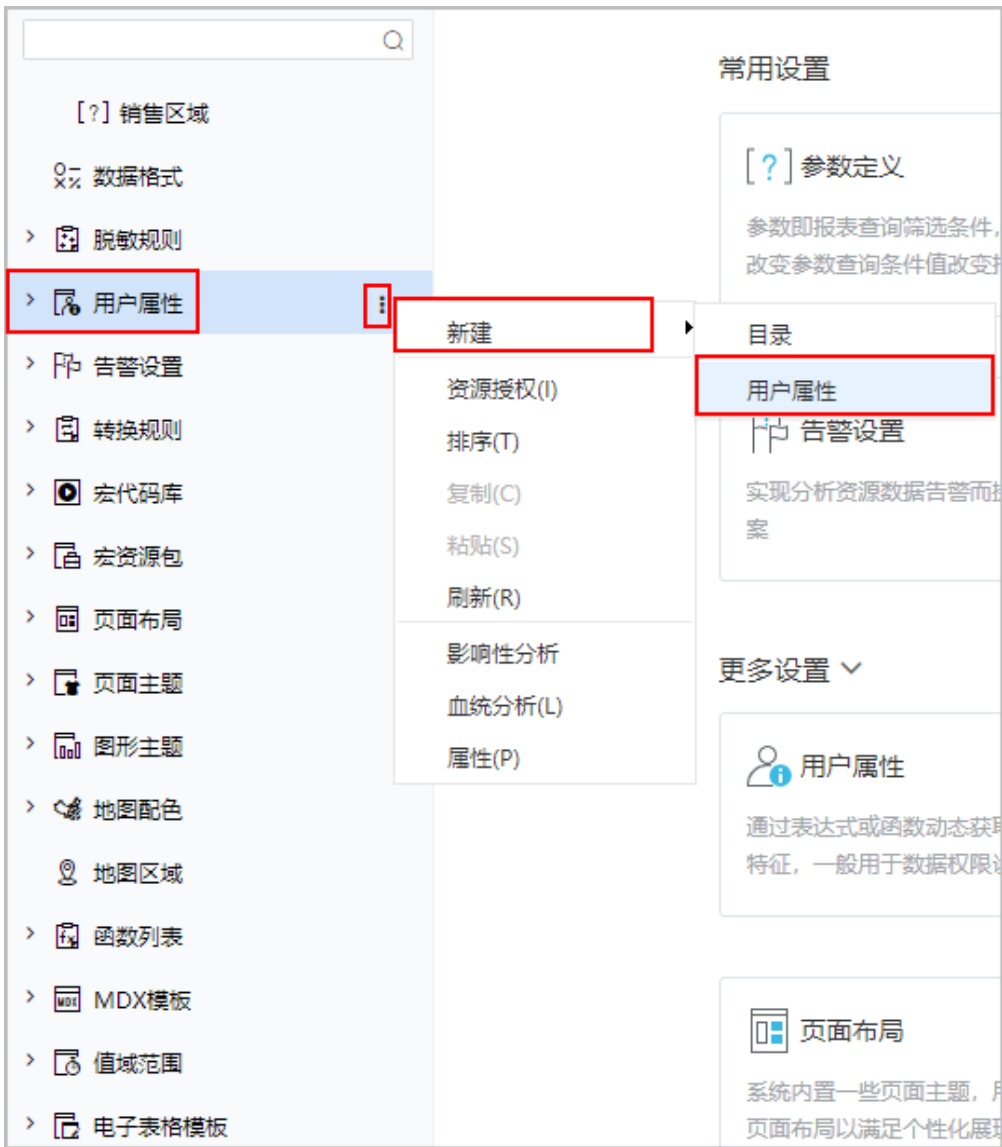 [?] 销售区域
数据格式
脱敏规则
用户属性
告警设置
转换规则
宏代码库
宏资源包
页面布局
页面主题
图形主题
地图配色
地图区域
函数列表
MDX模板
值域范围
电子表格模板
新建
资源授权(I)
排序(T)
复制(C)
粘贴(S)
刷新(R)
影响性分析
血统分析(L)
属性(P)
目录
用户属性
常用设置
[?] 参数定义
参数即报表查询筛选条件，
改变参数查询条件值改变
告警设置
实现分析资源数据告警而
案
更多设置
用户属性
通过表达式或函数动态获
特征，一般用于数据权限
页面布局
系统内置一些页面主题，
页面布局以满足个性化展